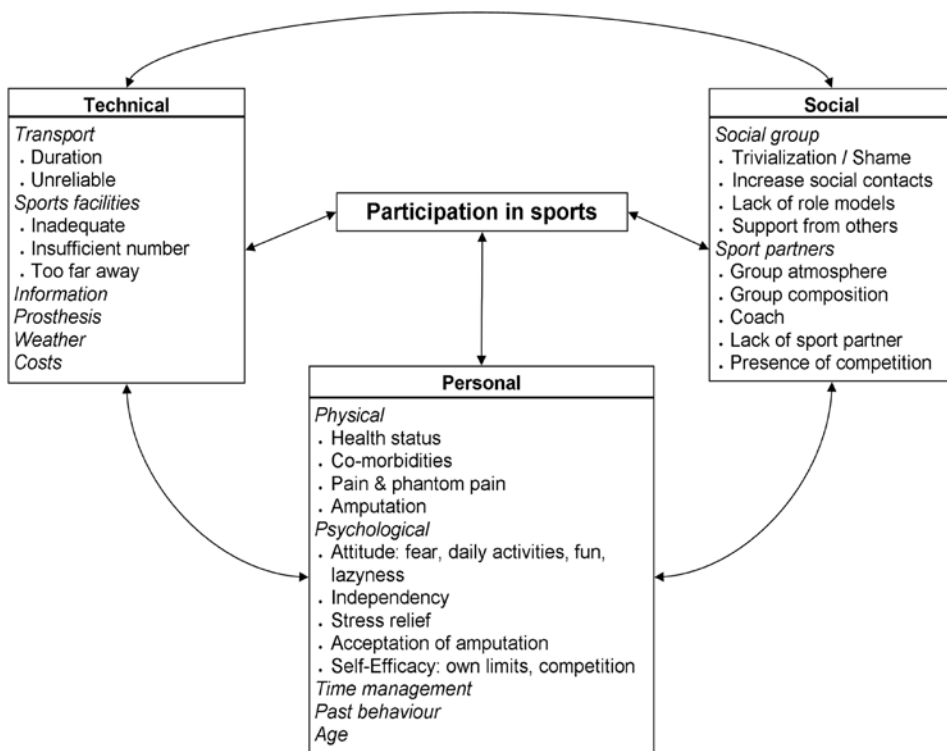 Technical
Transport
. Duration
. Unreliable
Sports facilities
. Inadequate
. Insufficient number
. Too far away
Information
Prosthesis
Weather
Costs
Participation in sports
Social
Social group
. Trivialization / Shame
. Increase social contacts
. Lack of role models
. Support from others
Sport partners
. Group atmosphere
. Group composition
. Coach
. Lack of sport partner
. Presence of competition
Personal
Physical
. Health status
. Co-morbidities
. Pain & phantom pain
. Amputation
Psychological
. Attitude: fear, daily activities, fun,
lazyness
. Independency
. Stress relief
. Acceptation of amputation
. Self-Efficacy: own limits, competition
Time management
Past behaviour
Age